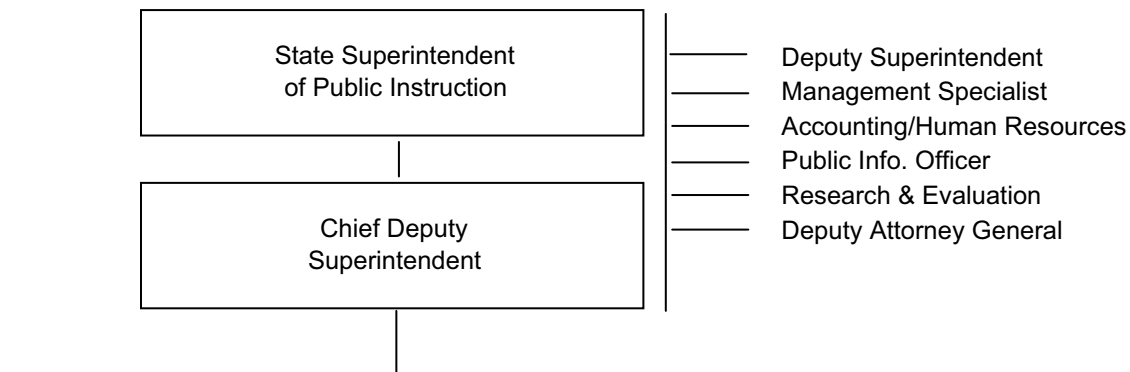 State Superintendent
of Public Instruction
Chief Deputy
Superintendent
Deputy Superintendent
Management Specialist
Accounting/Human Resources
Public Info. Officer
Research & Evaluation
Deputy Attorney General